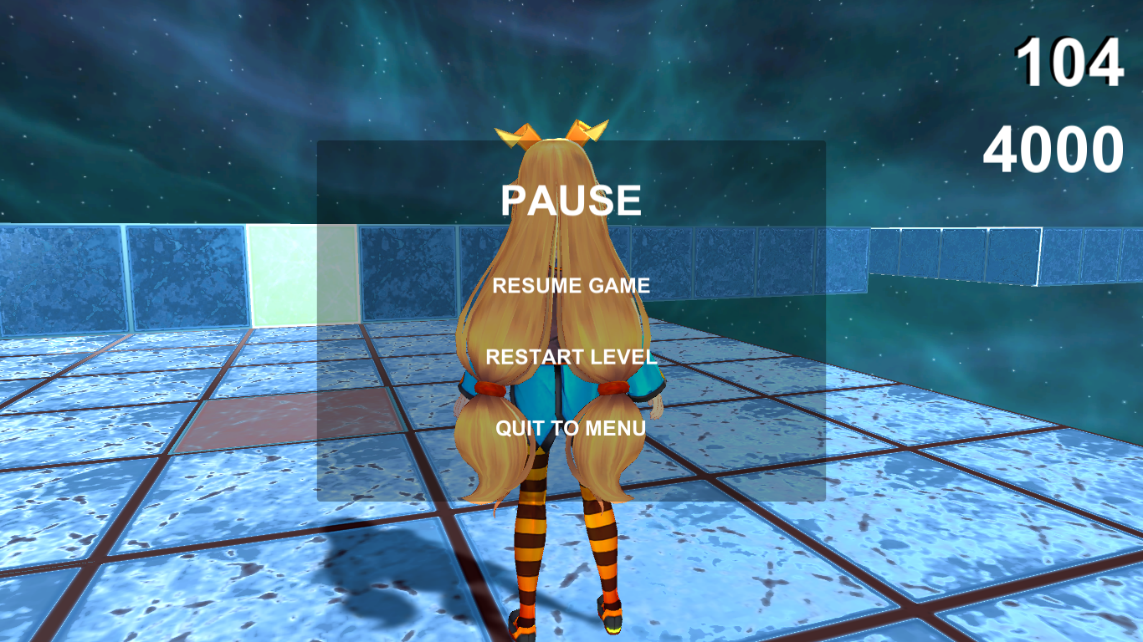 104
4000
PAUSE
RESUME GAME
RESTART LEVEL
QUIT TO MENU